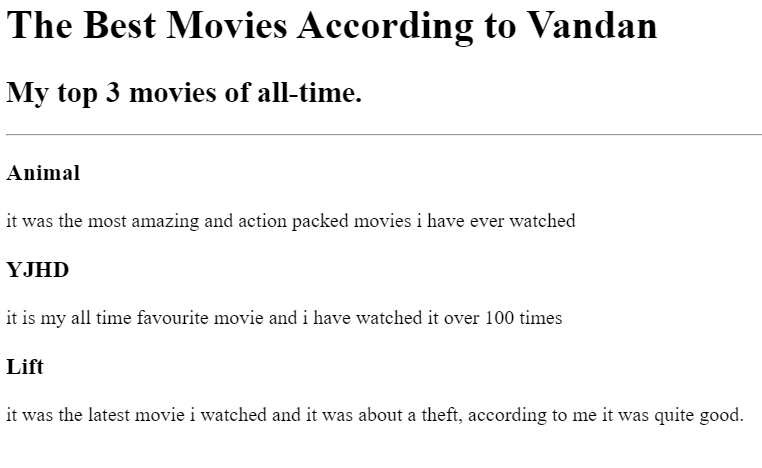 The Best Movies According to Vandan
My top 3 movies of all-time.
Animal
it was the most amazing and action packed movies i have ever watched
YJHD
it is my all time favourite movie and i have watched it over 100 times
Lift
it was the latest movie i watched and it was about a theft, according to me it was quite good.